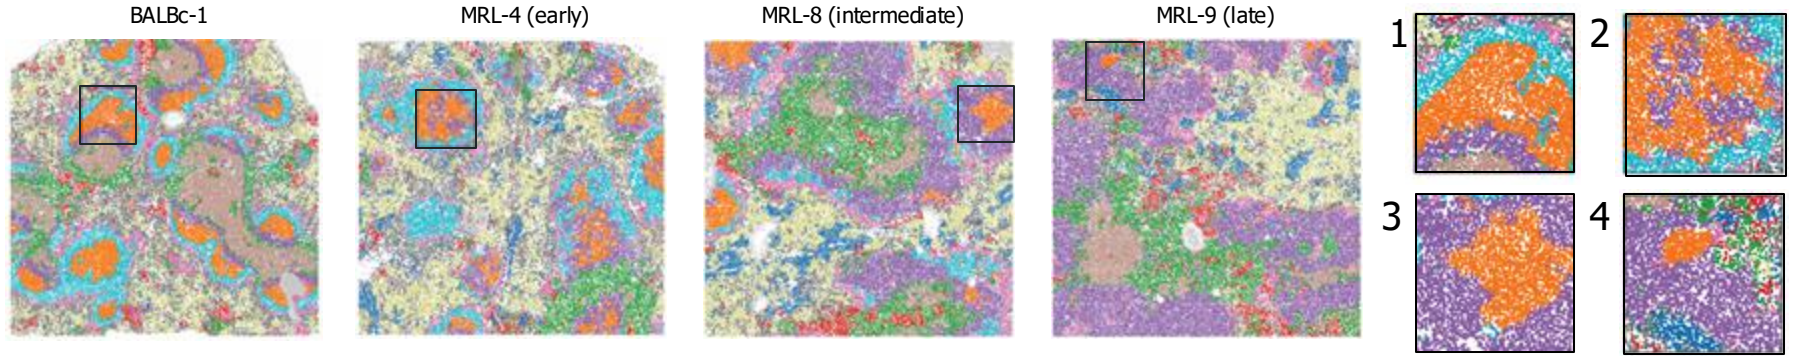 BALBc-1
MRL-4 (early)
MRL-8 (intermediate)
MRL-9 (late)
1
2
3
4